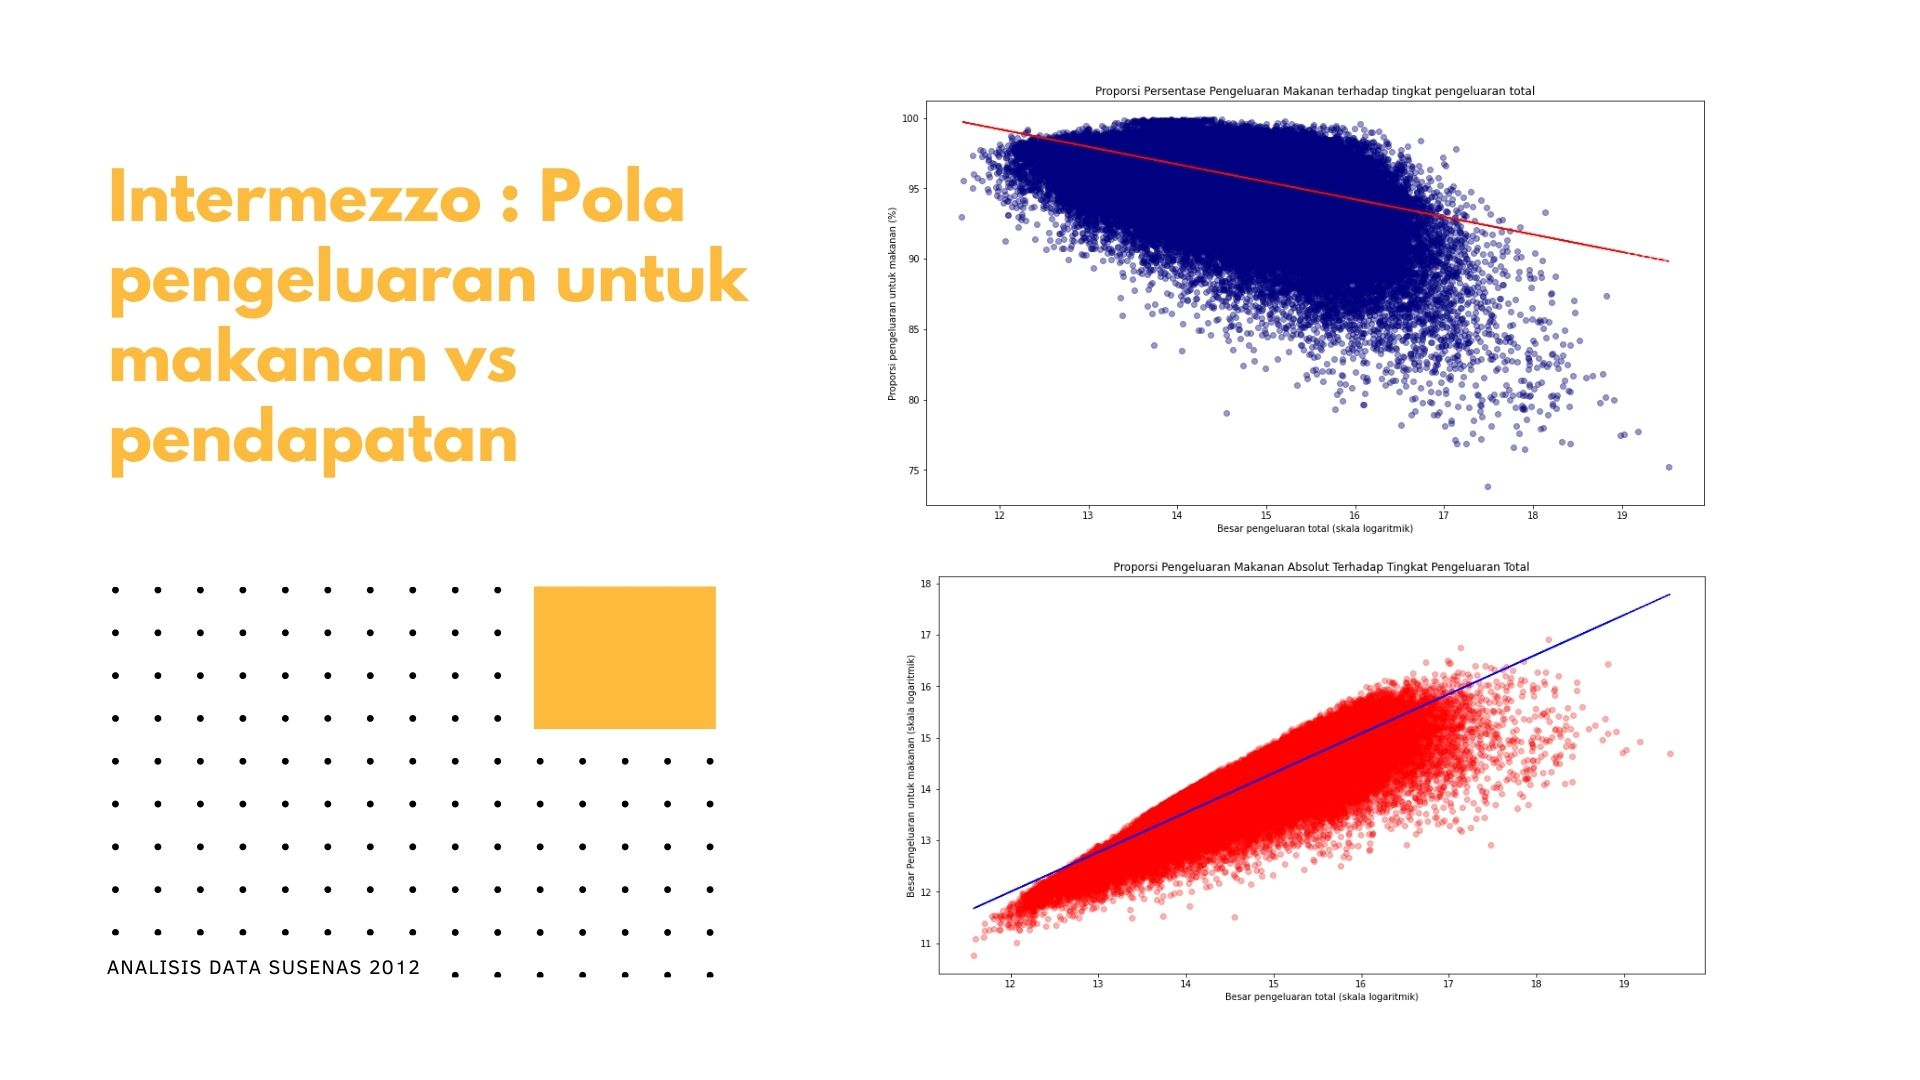 Intermezzo : Pola
pengeluaran untuk
makanan vs
pendapatan
ANALISIS DATA SUSENAS 2012
Proporsi Persentase Pengeluaran Makanan terhadap tingkat pengeluaran total
Proporsi pengeluaran untuk makanan (%)
100
95
90
85
80
75
12 13 14 15 16 17 18 19
Besar pengeluaran total (skala logaritmik)
Proporsi Pengeluaran Makanan Absolut Terhadap Tingkat Pengeluaran Total
Besar Pengeluaran untuk makanan (skala logaritmik)
18
17
16
15
14
13
12
11
12 13 14 15 16 17 18 19
Besar pengeluaran total (skala logaritmik)